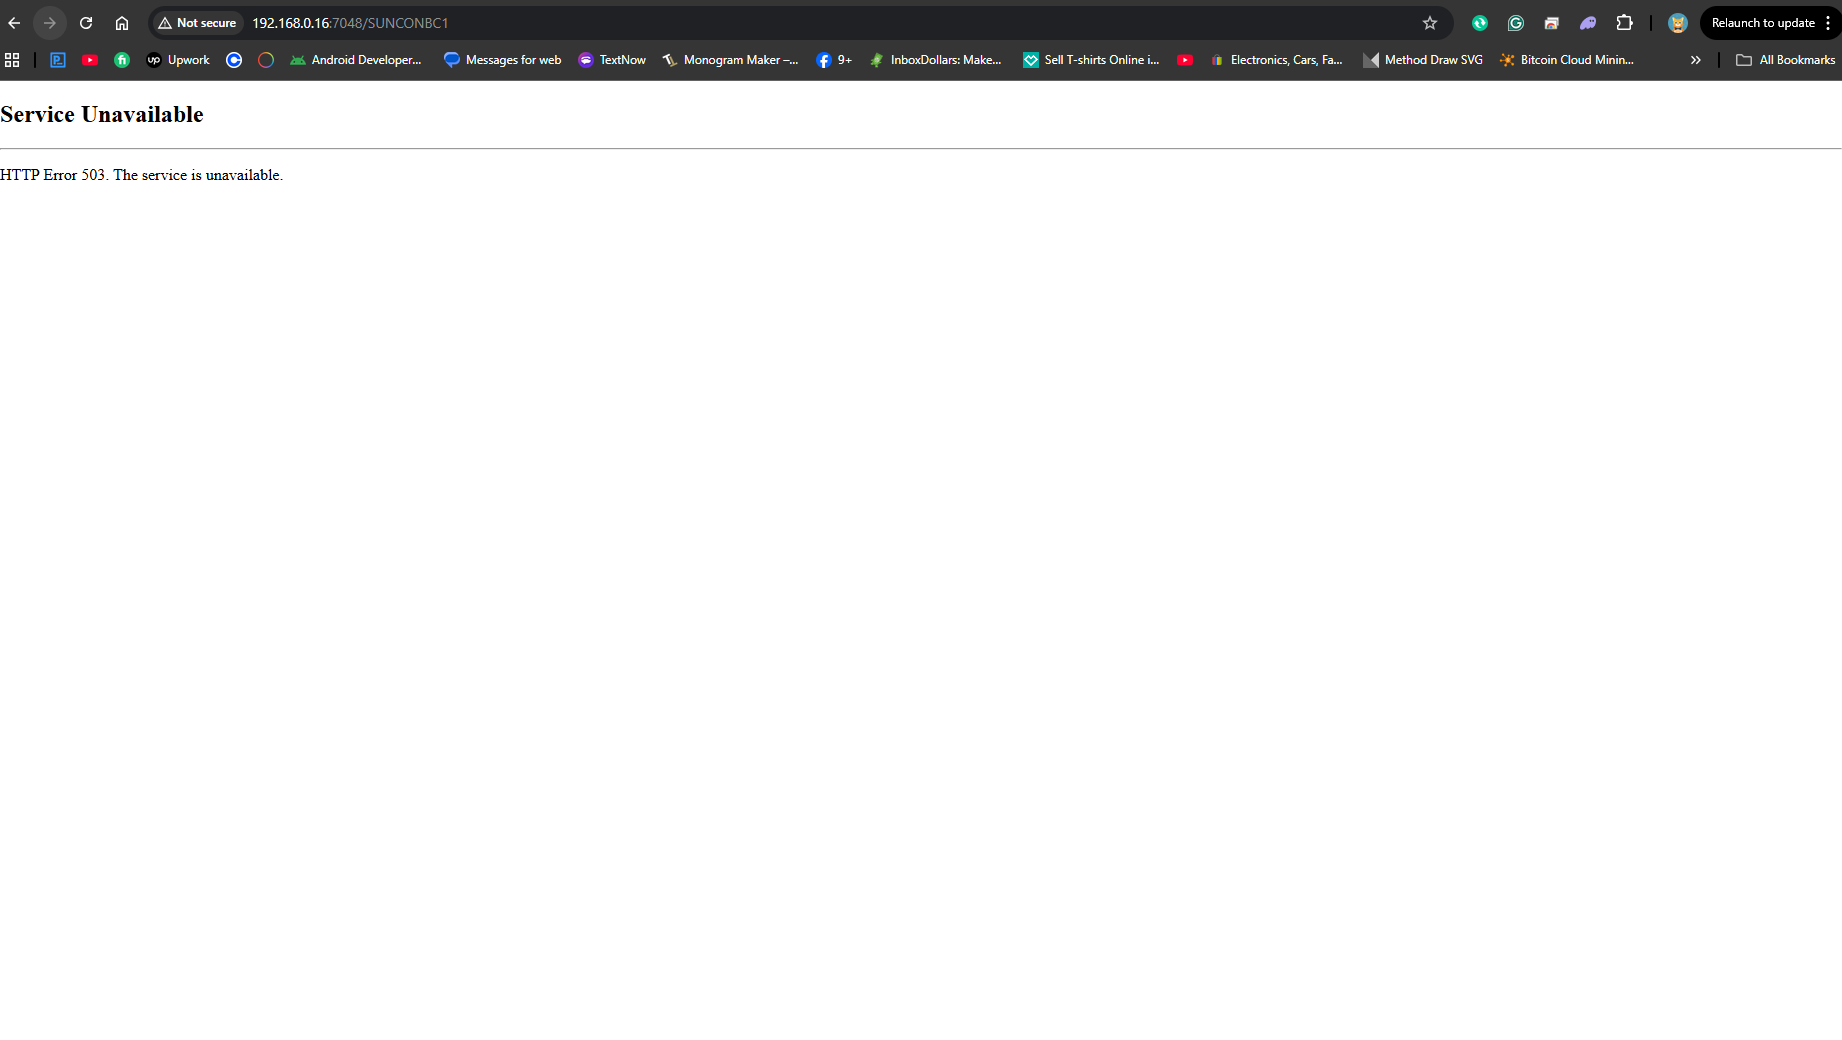 Not secure 192.168.0.16:7048/SUNCONBC1 Relaunch to update
Upwork Android Developer... Messages for web TextNow Monogram Maker –... 9+ InboxDollars: Make... Sell T-shirts Online i... Electronics, Cars, Fa... Method Draw SVG Bitcoin Cloud Minin... All Bookmarks
Service Unavailable
HTTP Error 503. The service is unavailable.